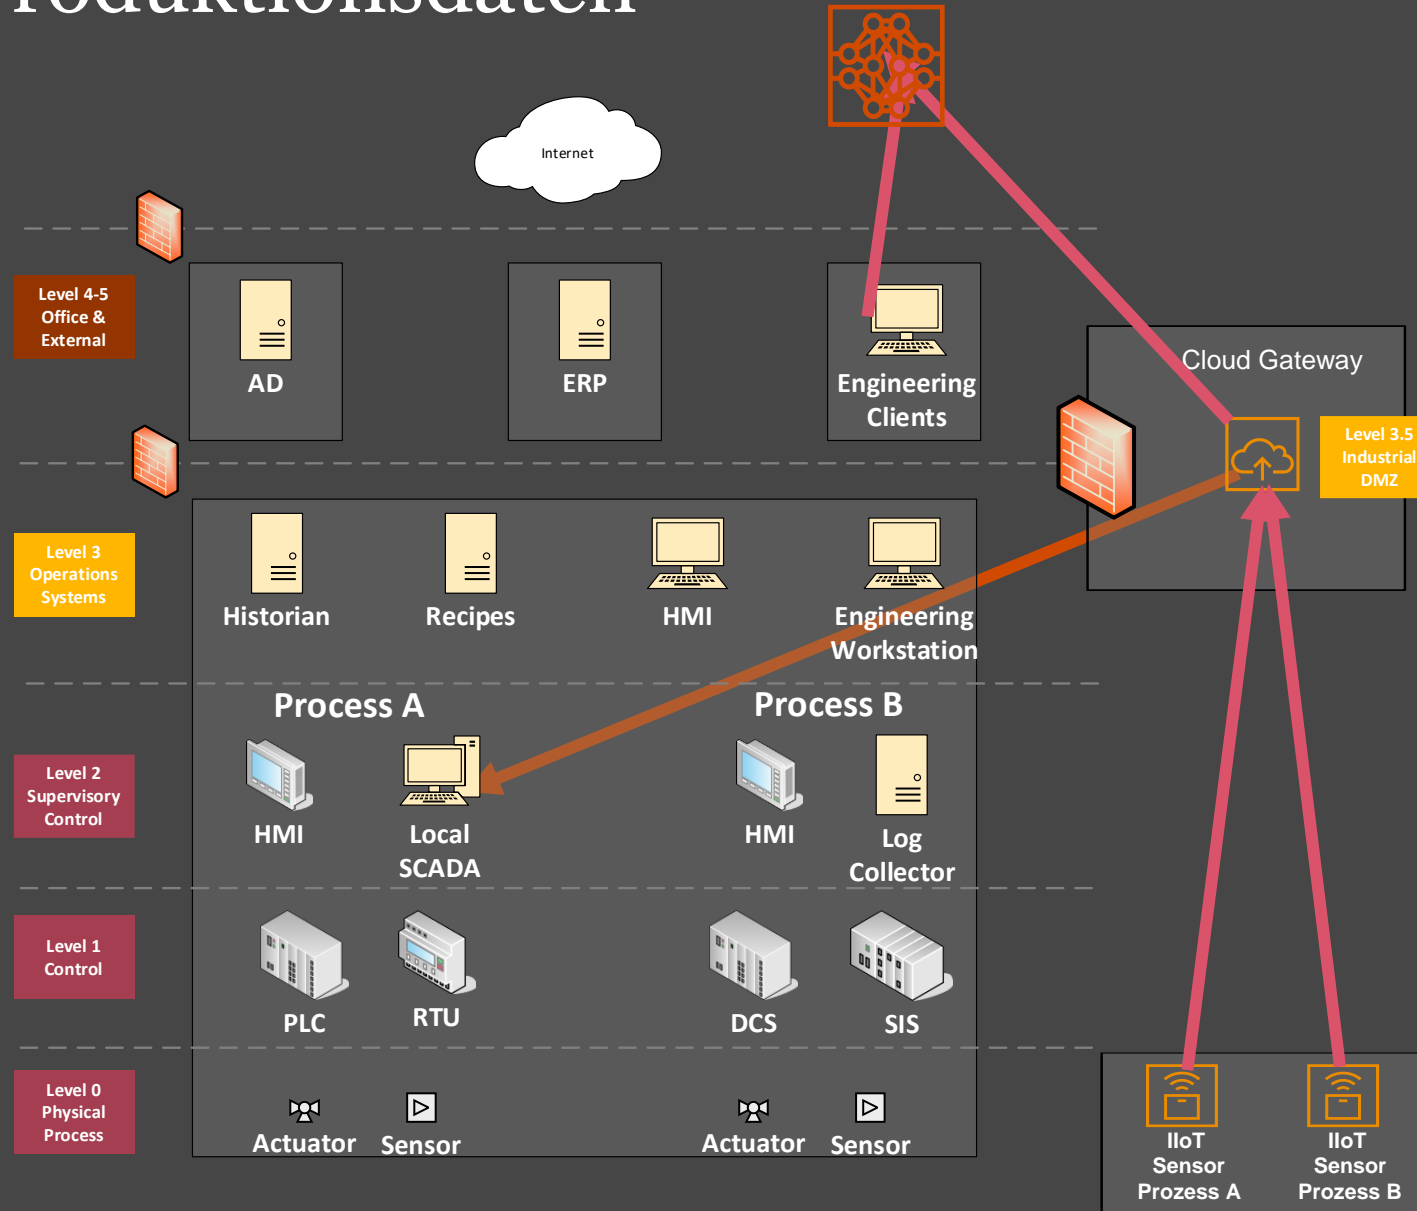 roduktionsdaten
Internet
Level 4-5
Office &
External
AD
ERP
Engineering
Clients
Cloud Gateway
Level 3.5
Industrial
DMZ
Level 3
Operations
Systems
Historian
Recipes
HMI
Engineering
Workstation
Process A
Process B
Level 2
Supervisory
Control
HMI
Local
SCADA
HMI
Log
Collector
Level 1
Control
PLC
RTU
DCS
SIS
Level 0
Physical
Process
Actuator
Sensor
Actuator
Sensor
IIoT
Sensor
Prozess A
IIoT
Sensor
Prozess B